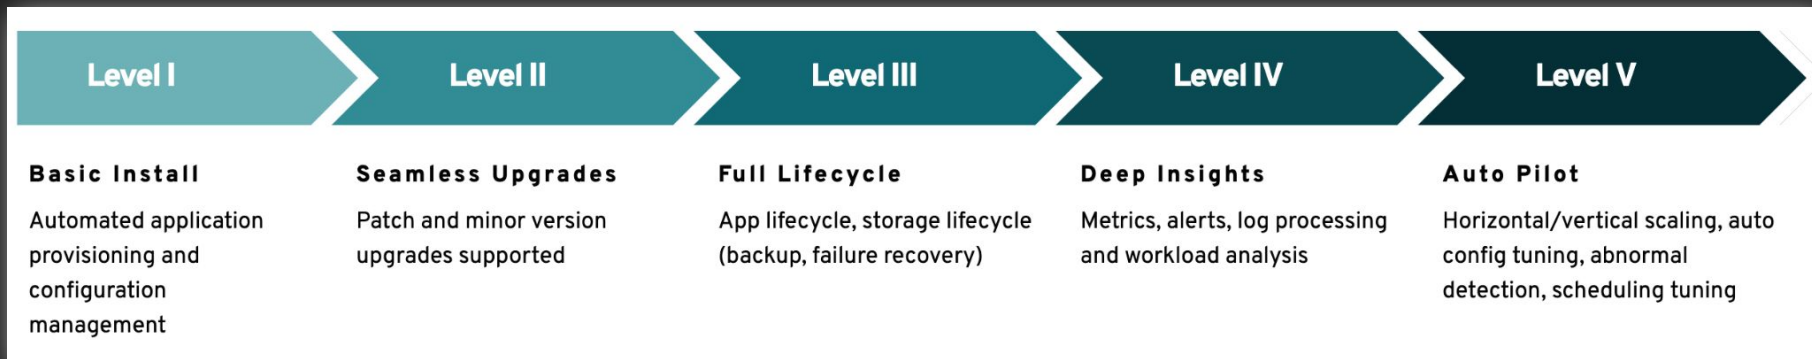 Level I
Level II
Level III
Level IV
Level V
Basic Install
Automated application
provisioning and
configuration
management
Seamless Upgrades
Patch and minor version
upgrades supported
Full Lifecycle
App lifecycle, storage lifecycle
(backup, failure recovery)
Deep Insights
Metrics, alerts, log processing
and workload analysis
Auto Pilot
Horizontal/vertical scaling, auto
config tuning, abnormal
detection, scheduling tuning